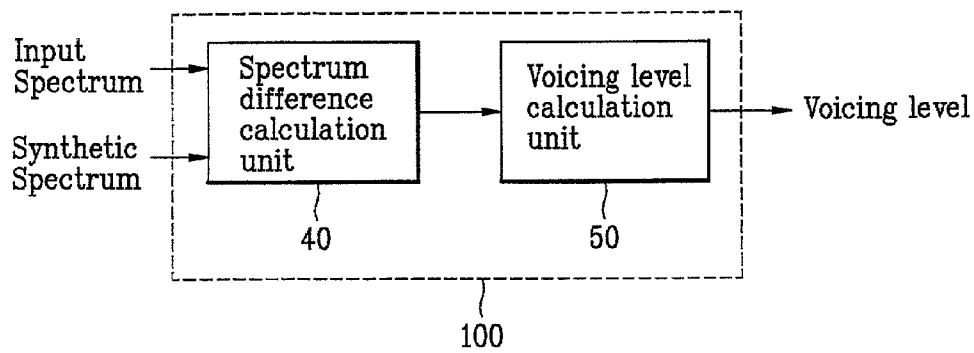 Input
Spectrum
Synthetic
Spectrum
Spectrum
difference
calculation
unit
Voicing level
calculation
unit
Voicing level
40
50
100